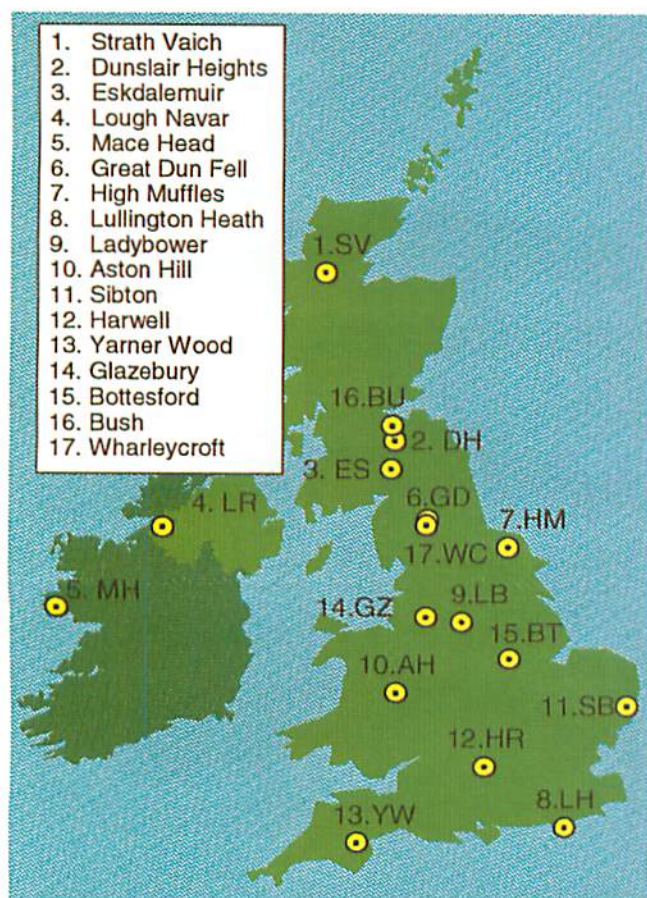 1. Strath Vaich
2. Dunslair Heights
3. Eskdalemuir
4. Lough Navar
5. Mace Head
6. Great Dun Fell
7. High Muffles
8. Lullington Heath
9. Ladybower
10. Aston Hill
11. Sibton
12. Harwell
13. Yarner Wood
14. Glazebury
15. Bottesford
16. Bush
17. Wharleycroft
1.SV
16.BU
2. DH
3. ES
4. LR
6.GD
7.HM
17.WC
5. MH
14.GZ
9.LB
15.BT
10.AH
11.SB
12.HR
8.LH
13.YW